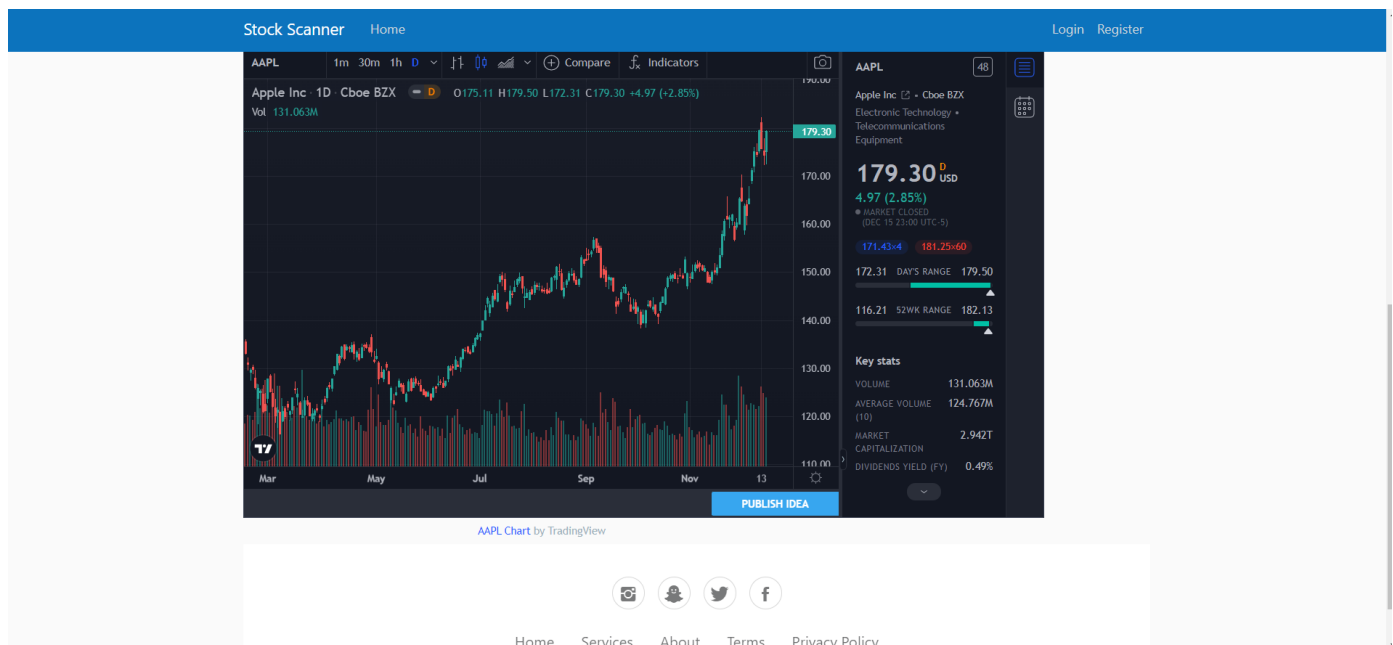 Stock Scanner Home Login Register
AAPL 1m 30m 1h D Compare fx Indicators
Apple Inc · 1D · Cboe BZX D O175.11 H179.50 L172.31 C179.30 +4.97 (+2.85%)
Vol 131.063M
190.00
179.30
170.00
160.00
150.00
140.00
130.00
120.00
110.00
Mar May Jul Sep Nov 13
PUBLISH IDEA
AAPL 48
Apple Inc • Cboe BZX
Electronic Technology •
Telecommunications
Equipment
179.30 D USD
4.97 (2.85%)
MARKET CLOSED
(DEC 15 23:00 UTC-5)
171.43×4 181.25×60
172.31 DAY'S RANGE 179.50
116.21 52WK RANGE 182.13
Key stats
VOLUME 131.063M
AVERAGE VOLUME 124.767M
(10)
MARKET 2.942T
CAPITALIZATION
DIVIDENDS YIELD (FY) 0.49%
AAPL Chart by TradingView
Home Services About Terms Privacy Policy